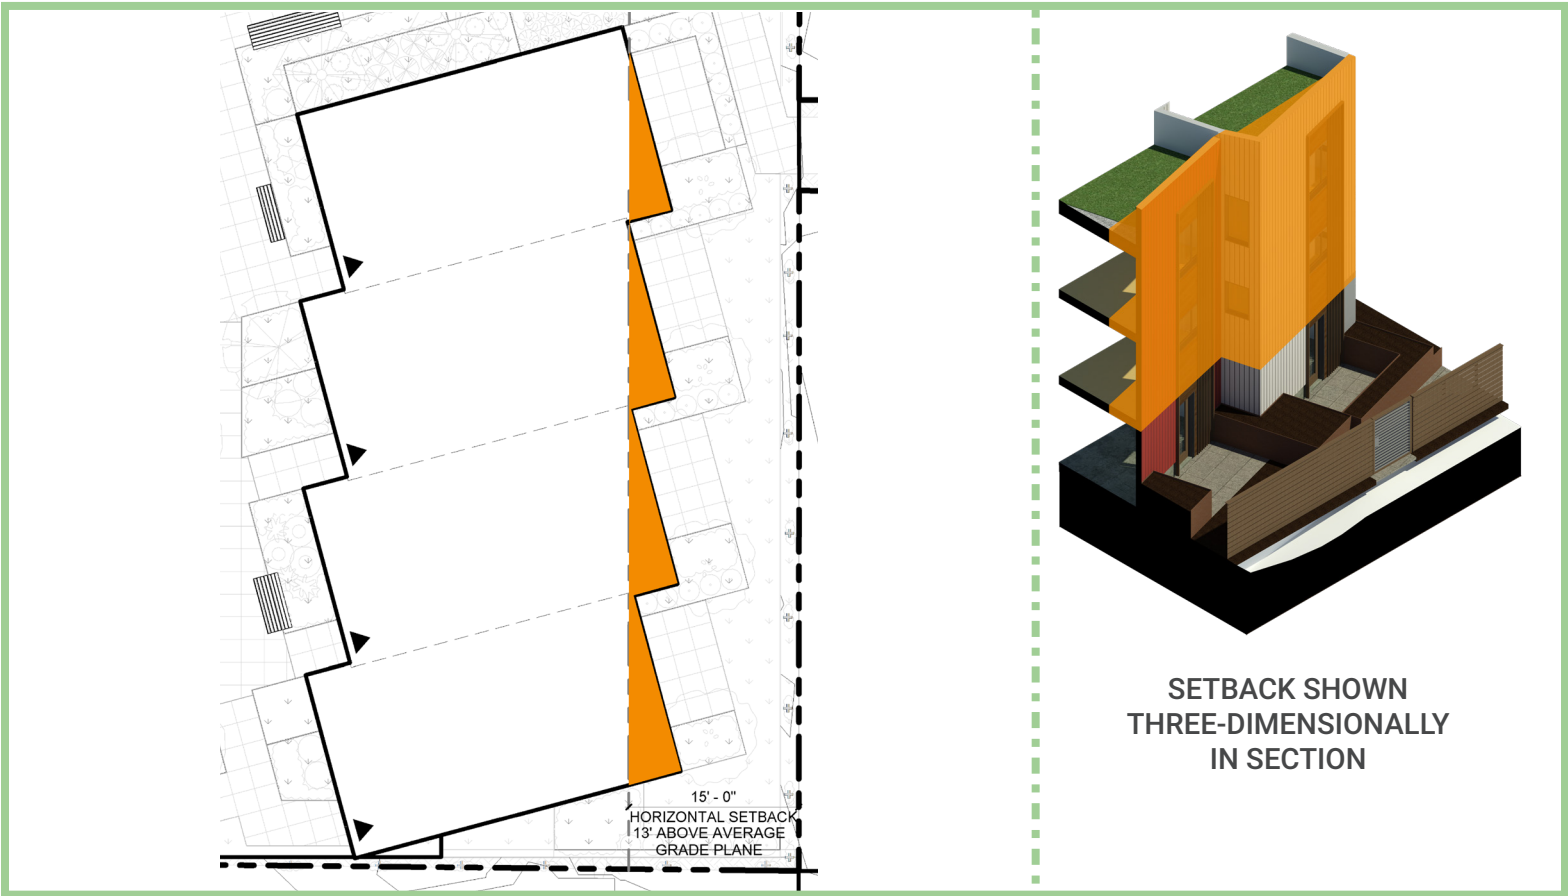 15' - 0"
HORIZONTAL SETBACK
13' ABOVE AVERAGE
GRADE PLANE
SETBACK SHOWN
THREE-DIMENSIONALLY
IN SECTION